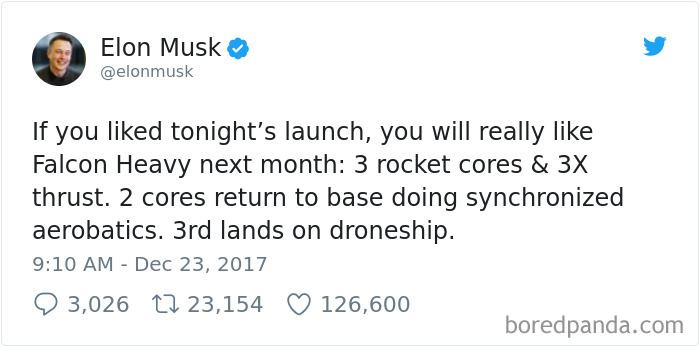 Elon Musk
@elonmusk
If you liked tonight’s launch, you will really like
Falcon Heavy next month: 3 rocket cores & 3X
thrust. 2 cores return to base doing synchronized
aerobatics. 3rd lands on droneship.
9:10 AM - Dec 23, 2017
3,026 23,154 126,600
boredpanda.com